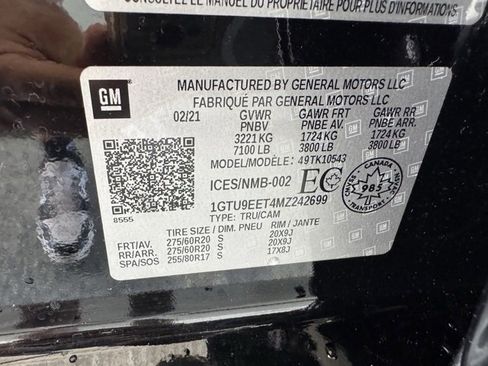 CONSULTEZ LE MANUEL DU PROPRIÉTAIRE POUR PLUS D'INFORMATIONS
GM
MANUFACTURED BY GENERAL MOTORS LLC
FABRIQUÉ PAR GENERAL MOTORS LLC
02/21 GVWR GAWR FRT GAWR RR
PNBV PNBE AV. PNBE ARR.
3221 KG 1724 KG 1724 KG
7100 LB 3800 LB 3800 LB
MODEL/MODÈLE: 49TK10543
ICES/NMB-002 EC CANADA 985 TRANSPORT
1GTU9EET4MZ242699
8555 TYPE: TRU/CAM
TIRE SIZE / DIM. PNEU RIM / JANTE
FRT/AV. 275/60R20 S 20X9J
RR/ARR. 275/60R20 S 20X9J
SPA/SOS 255/80R17 S 17X8J